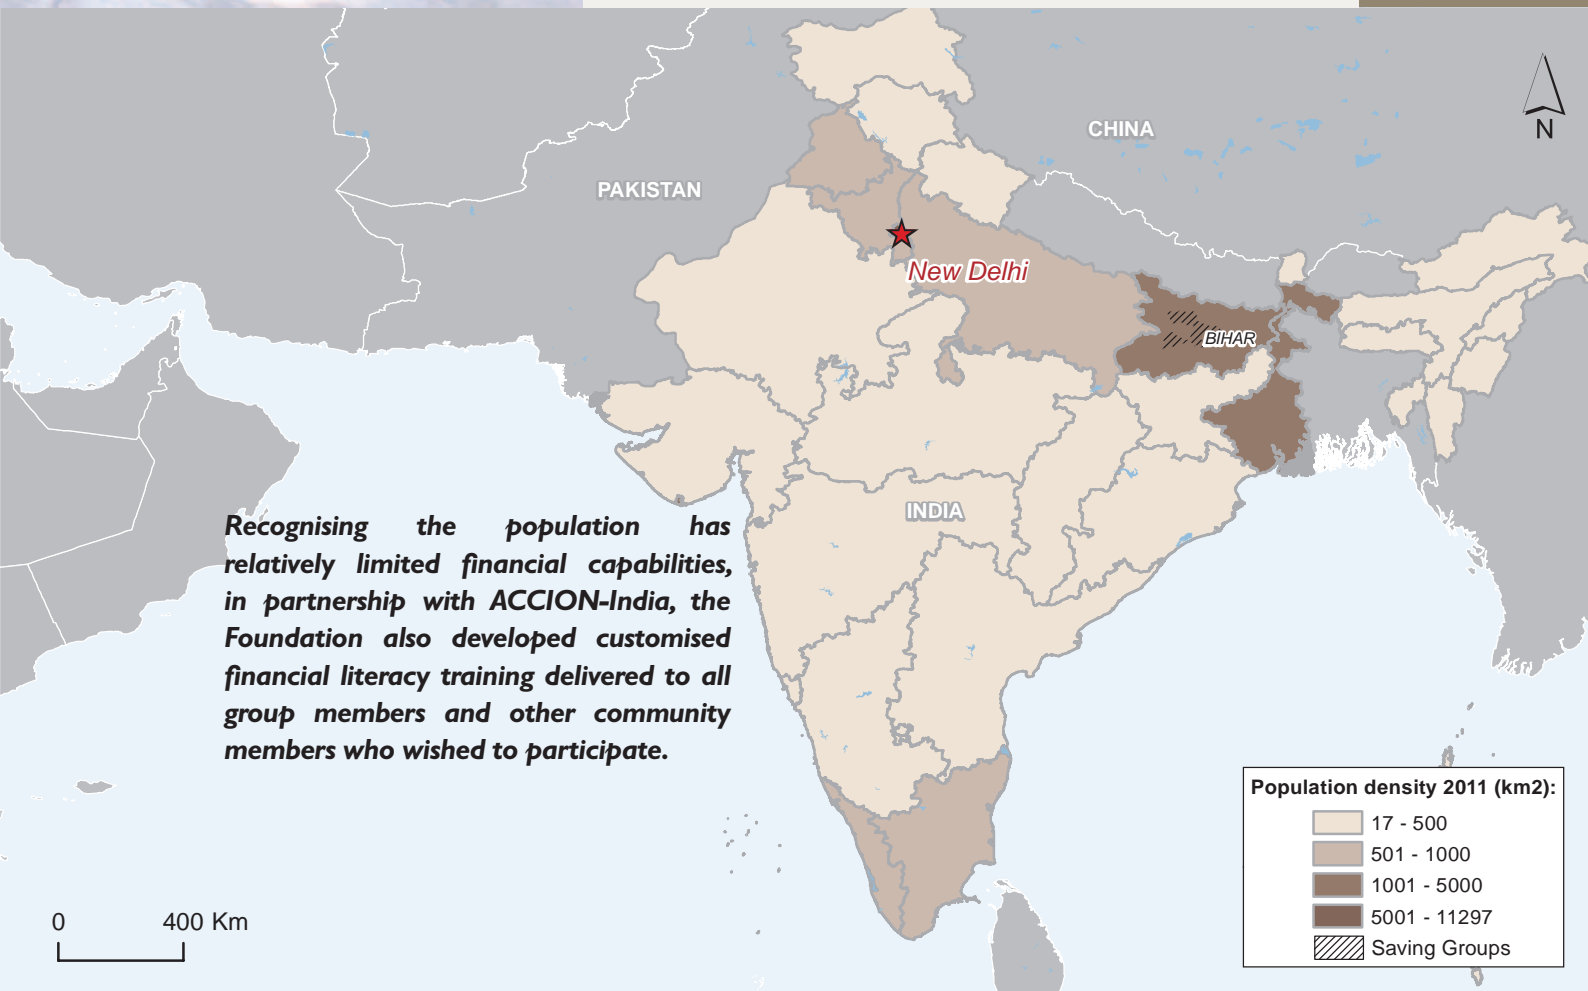 CHINA
N
PAKISTAN
New Delhi
BIHAR
INDIA
Recognising the population has
relatively limited financial capabilities,
in partnership with ACCION-India, the
Foundation also developed customised
financial literacy training delivered to all
group members and other community
members who wished to participate.
Population density 2011 (km2):
17 - 500
501 - 1000
1001 - 5000
5001 - 11297
Saving Groups
0 400 Km